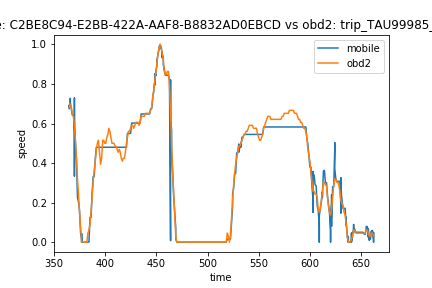 e: C2BE8C94-E2BB-422A-AAF8-B8832AD0EBCD vs obd2: trip_TAU99985_
mobile
obd2
1.0
0.8
0.6
0.4
0.2
0.0
speed
350 400 450 500 550 600 650
time